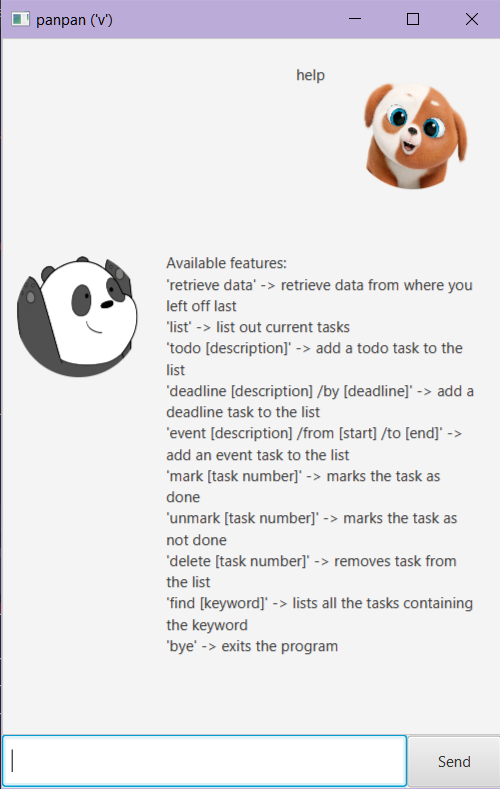 panpan ('v')
help
Available features:
'retrieve data' -> retrieve data from where you
left off last
'list' -> list out current tasks
'todo [description]' -> add a todo task to the
list
'deadline [description] /by [deadline]' -> add a
deadline task to the list
'event [description] /from [start] /to [end]' ->
add an event task to the list
'mark [task number]' -> marks the task as
done
'unmark [task number]' -> marks the task as
not done
'delete [task number]' -> removes task from
the list
'find [keyword]' -> lists all the tasks containing
the keyword
'bye' -> exits the program
Send